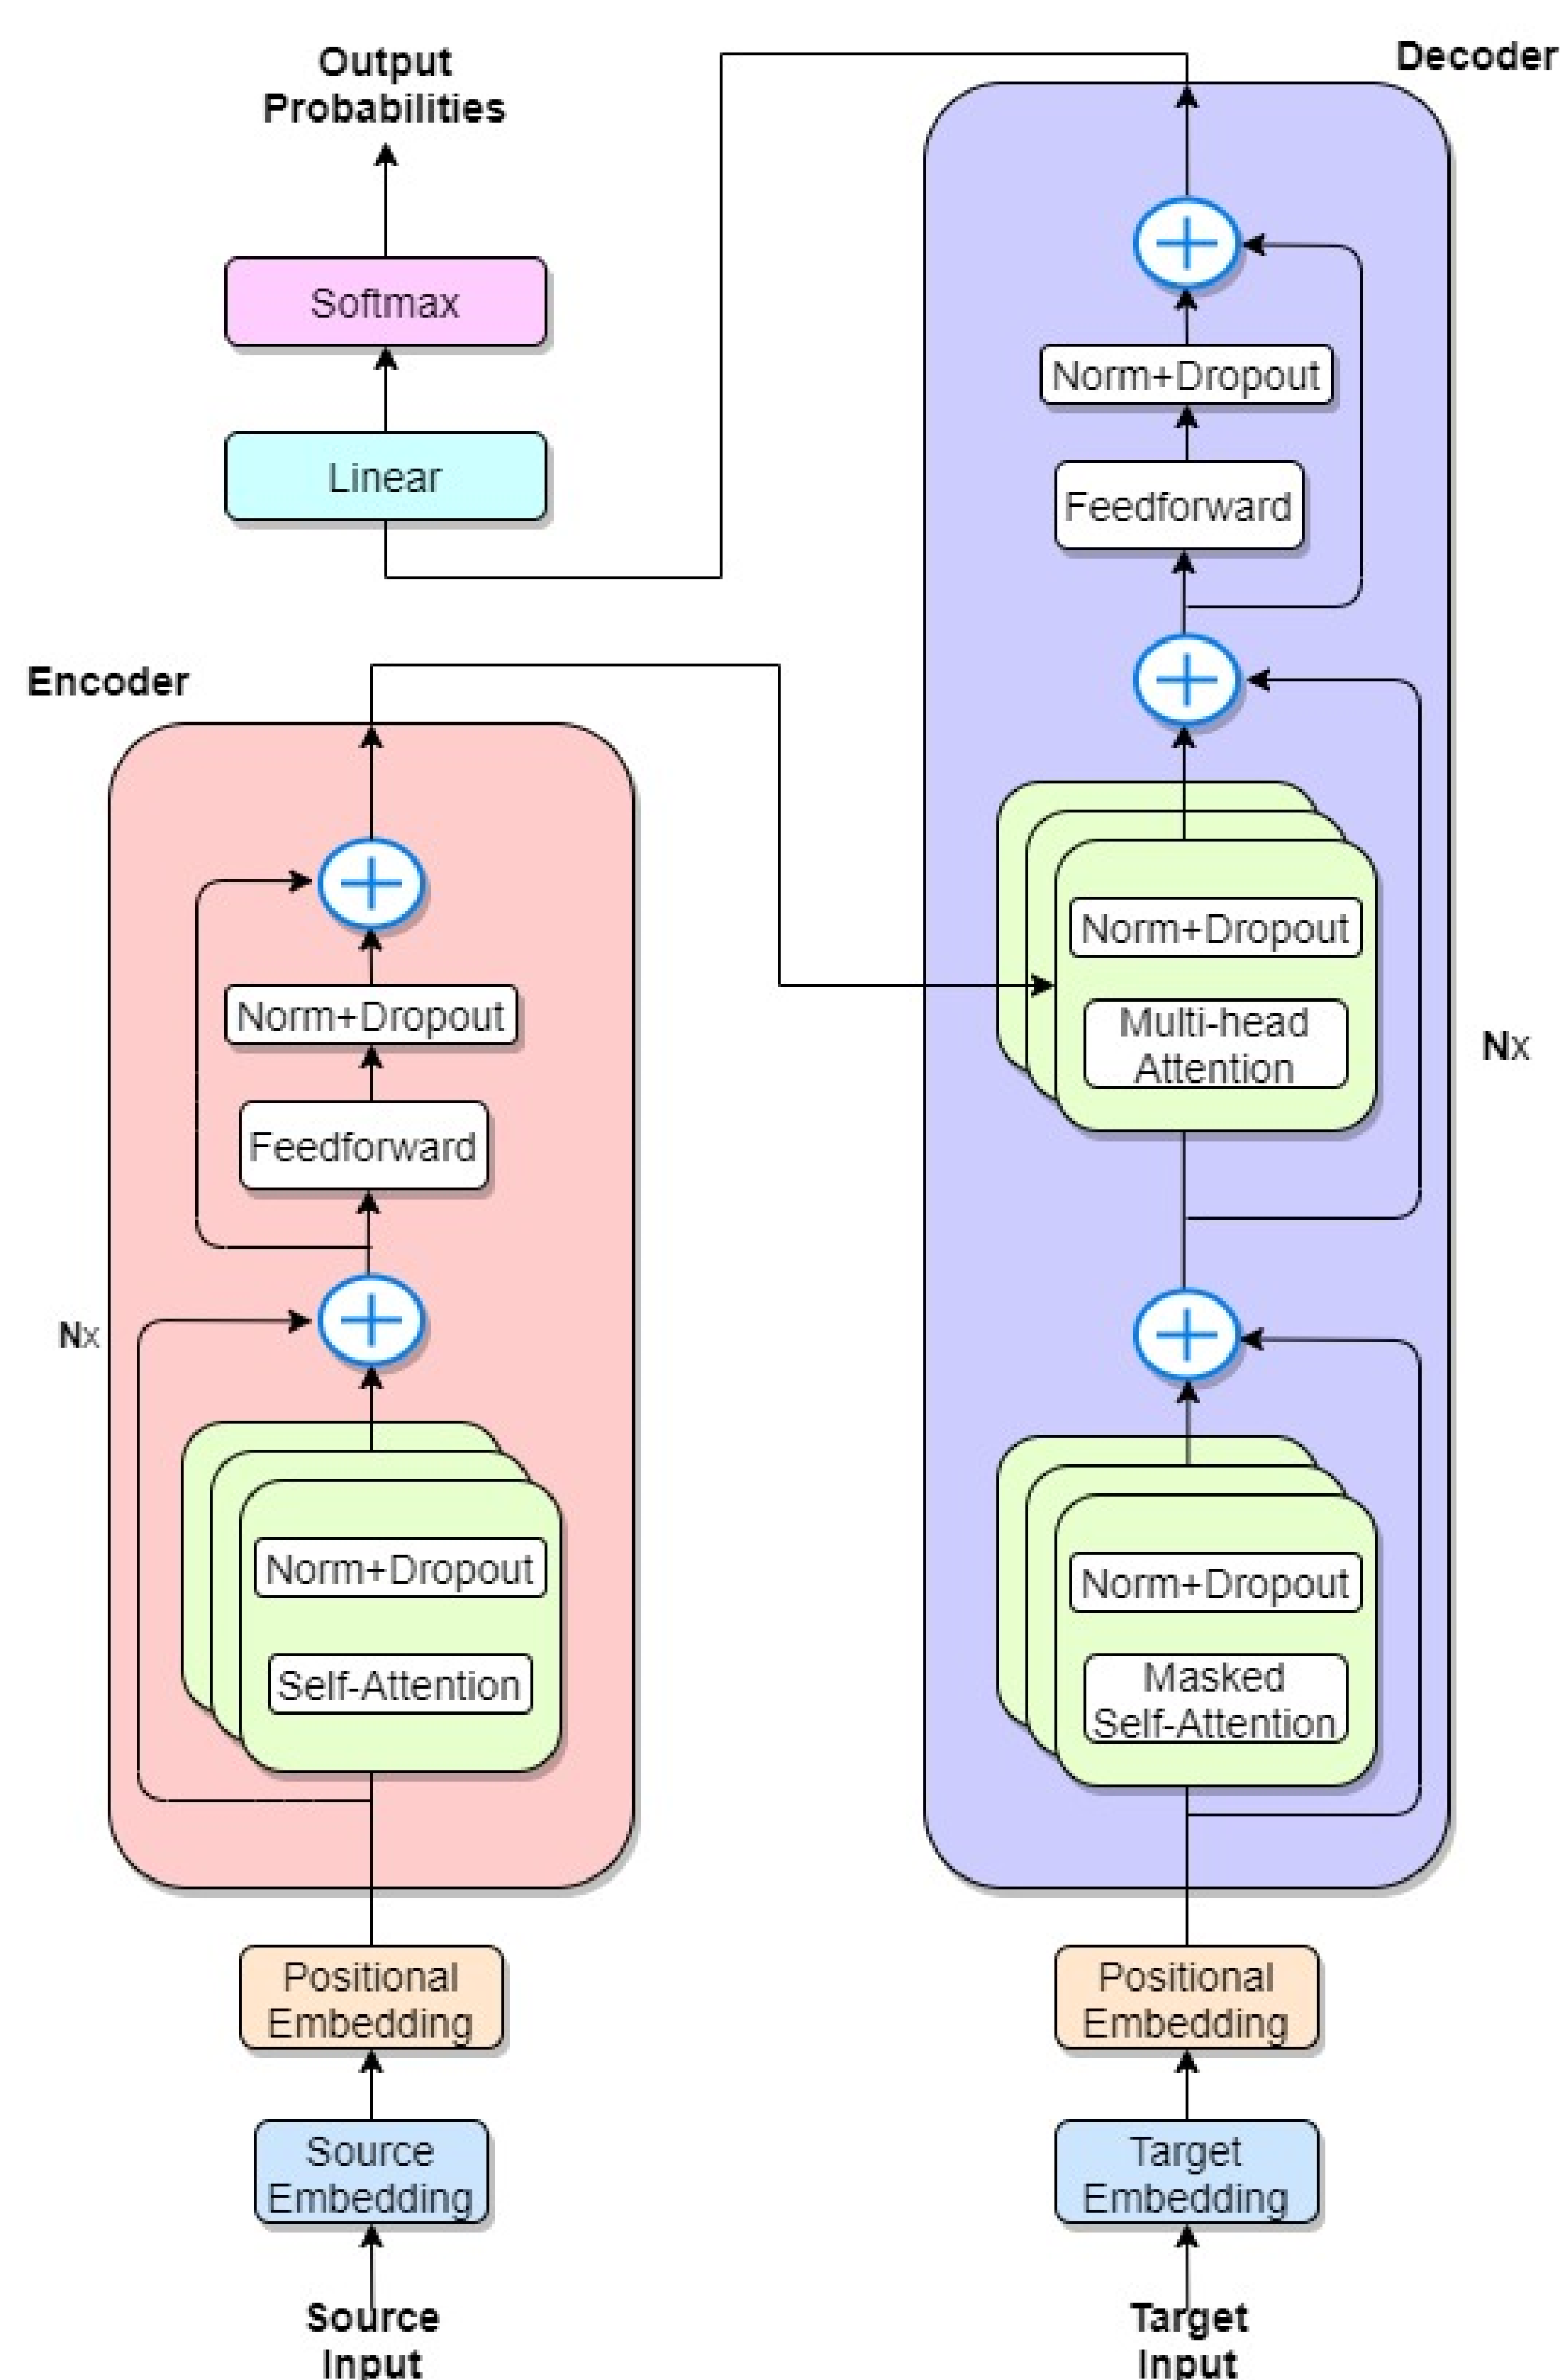 Output
Probabilities
Softmax
Linear
Encoder
Norm+Dropout
Feedforward
Nx
Norm+Dropout
Self-Attention
Positional
Embedding
Source
Embedding
Source
Input
Decoder
Norm+Dropout
Feedforward
Norm+Dropout
Multi-head
Attention
Nx
Norm+Dropout
Masked
Self-Attention
Positional
Embedding
Target
Embedding
Target
Input